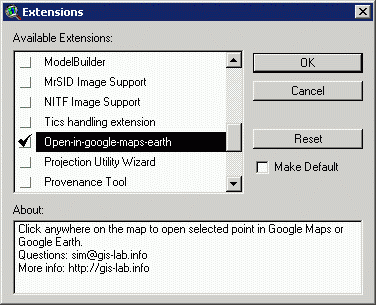 Extensions
Available Extensions:
ModelBuilder
MrSID Image Support
NITF Image Support
Tics handling extension
Open-in-google-maps-earth
Projection Utility Wizard
Provenance Tool
OK
Cancel
Reset
Make Default
About:
Click anywhere on the map to open selected point in Google Maps or
Google Earth.
Questions: sim@gis-lab.info
More info: http://gis-lab.info